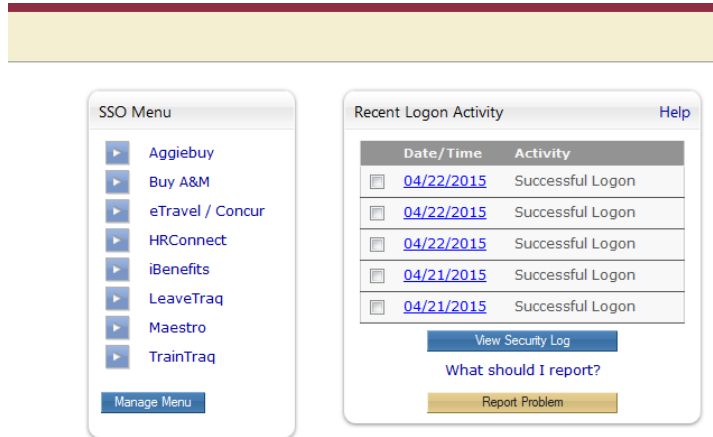 SSO Menu
Aggiebuy
Buy A&M
eTravel / Concur
HRConnect
iBenefits
LeaveTraq
Maestro
TrainTraq
Manage Menu
Recent Logon Activity Help
Date/Time Activity
04/22/2015 Successful Logon
04/22/2015 Successful Logon
04/22/2015 Successful Logon
04/21/2015 Successful Logon
04/21/2015 Successful Logon
View Security Log
What should I report?
Report Problem